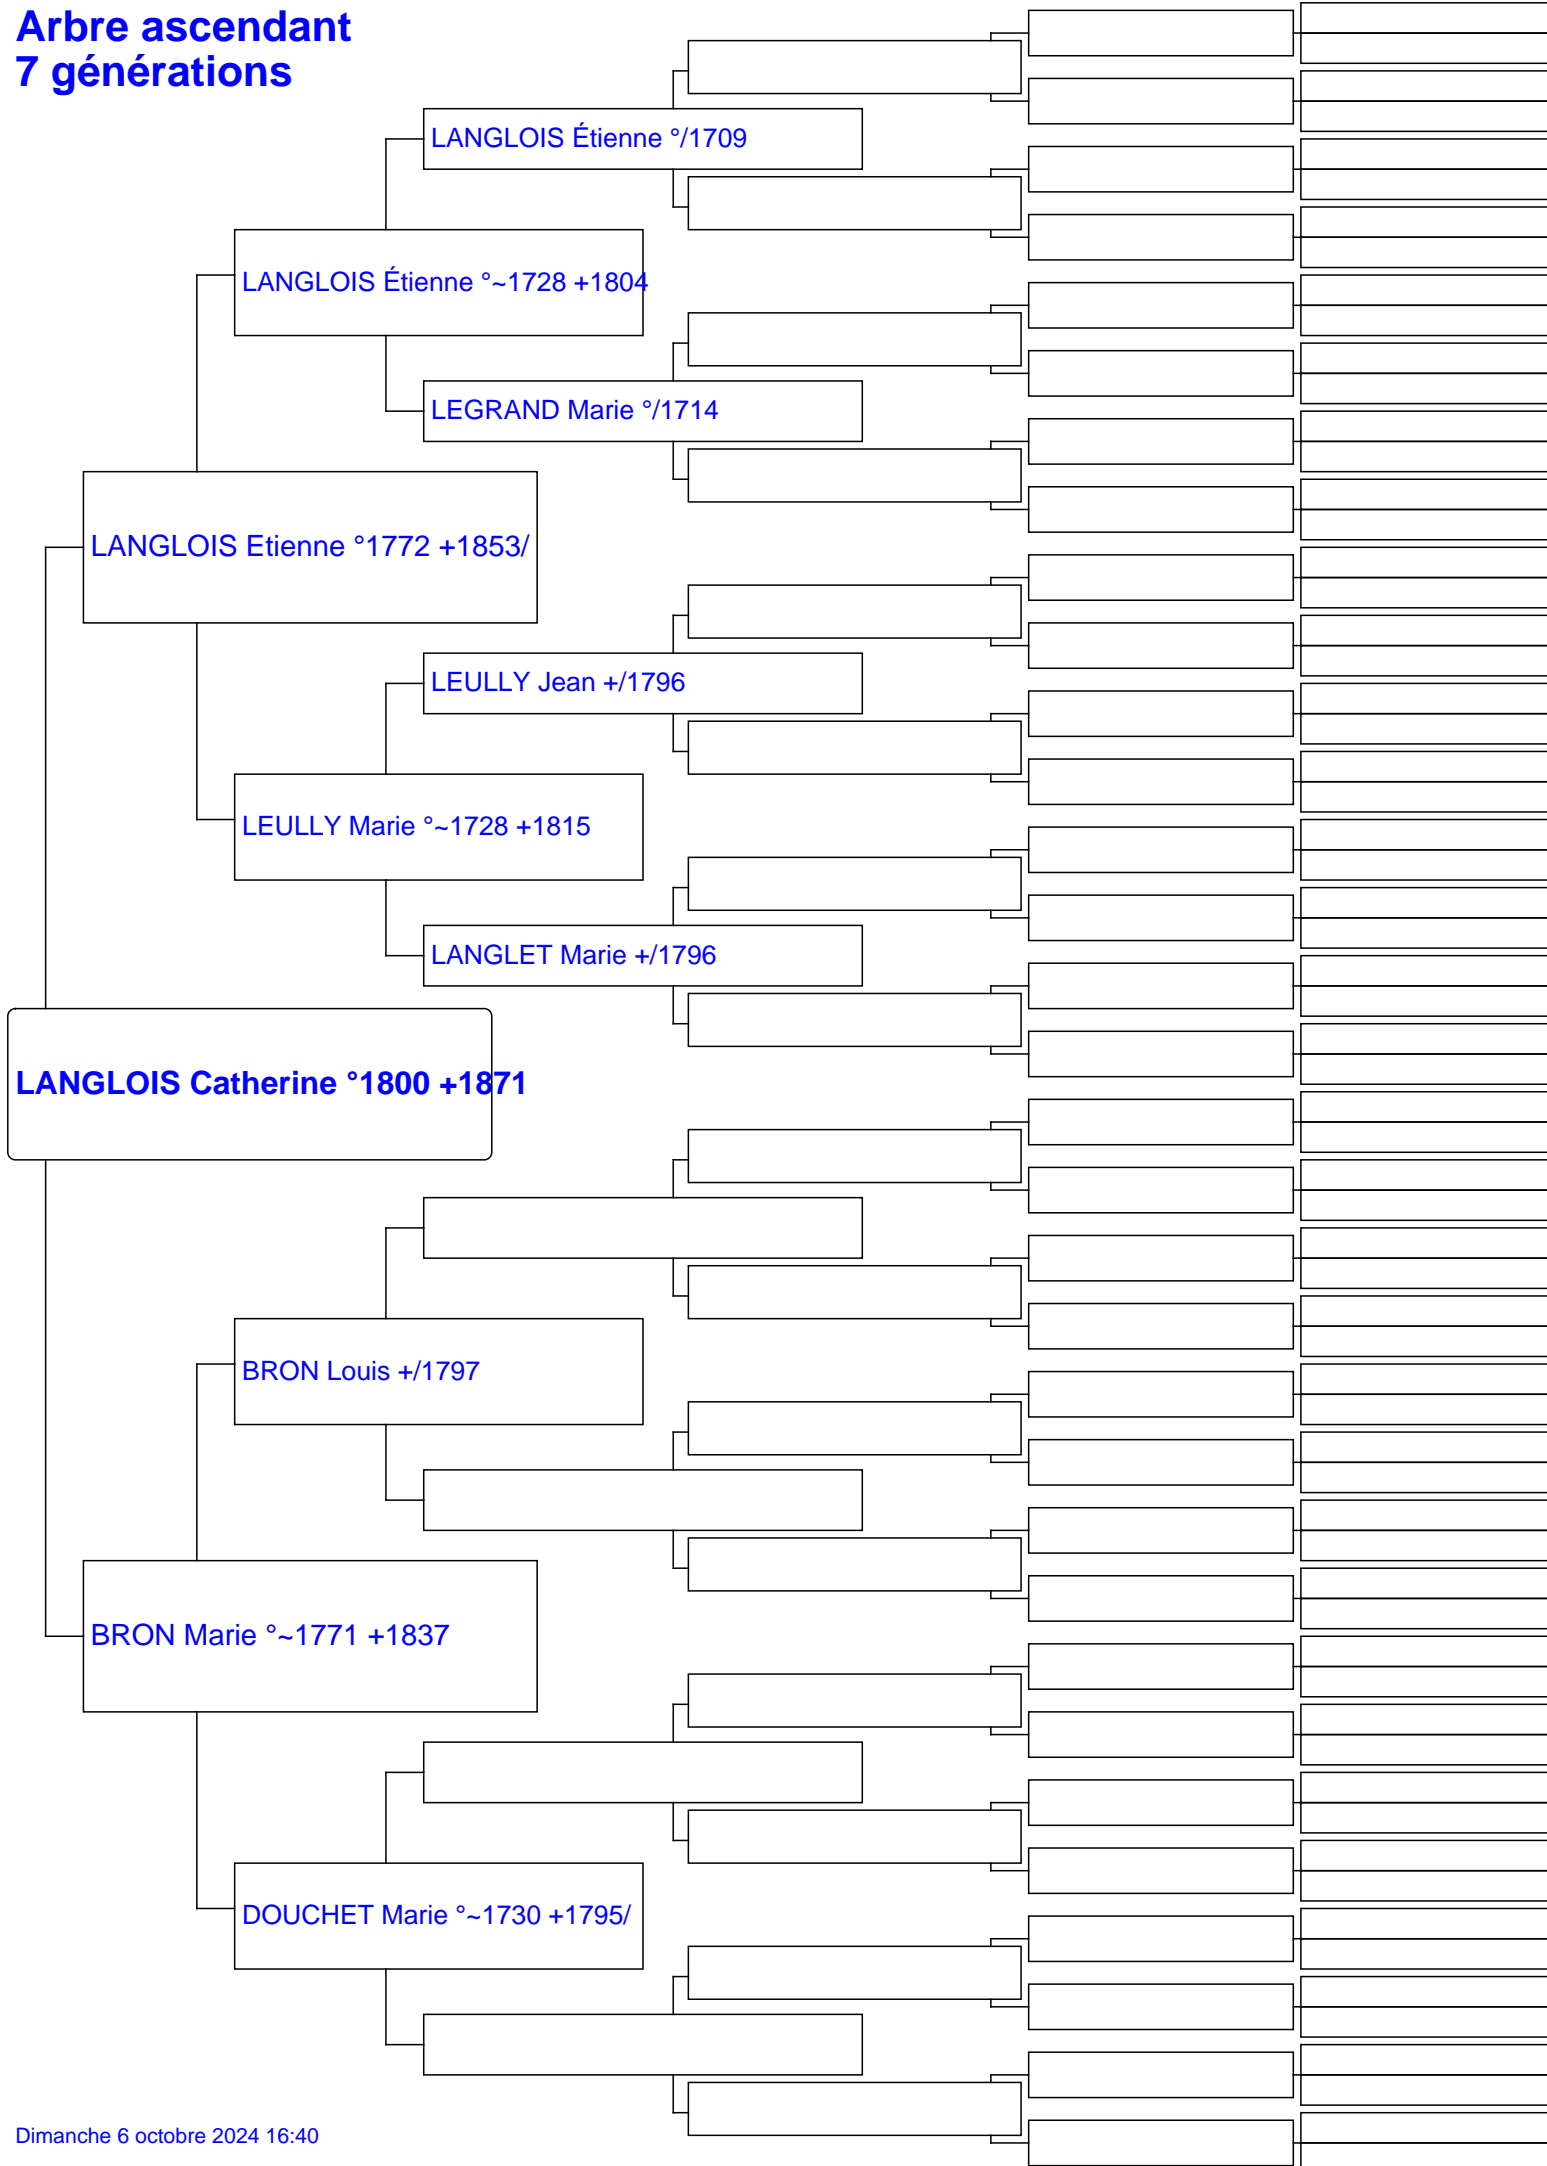 Arbre ascendant
7 générations
LANGLOIS Étienne °/1709
LANGLOIS Étienne °~1728 +1804
LEGRAND Marie °/1714
LANGLOIS Etienne °1772 +1853/
LEULLY Jean +/1796
LEULLY Marie °~1728 +1815
LANGLET Marie +/1796
LANGLOIS Catherine °1800 +1871
BRON Louis +/1797
BRON Marie °~1771 +1837
DOUCHET Marie °~1730 +1795/
Dimanche 6 octobre 2024 16:40